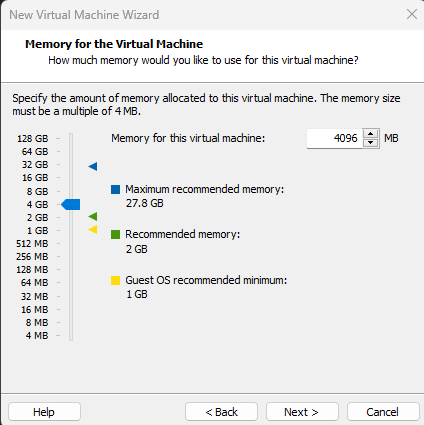 New Virtual Machine Wizard
Memory for the Virtual Machine
How much memory would you like to use for this virtual machine?
Specify the amount of memory allocated to this virtual machine. The memory size
must be a multiple of 4 MB.
128 GB
64 GB
32 GB
16 GB
8 GB
4 GB
2 GB
1 GB
512 MB
256 MB
128 MB
64 MB
32 MB
16 MB
8 MB
4 MB
Memory for this virtual machine: 4096 MB
Maximum recommended memory:
27.8 GB
Recommended memory:
2 GB
Guest OS recommended minimum:
1 GB
Help < Back Next > Cancel